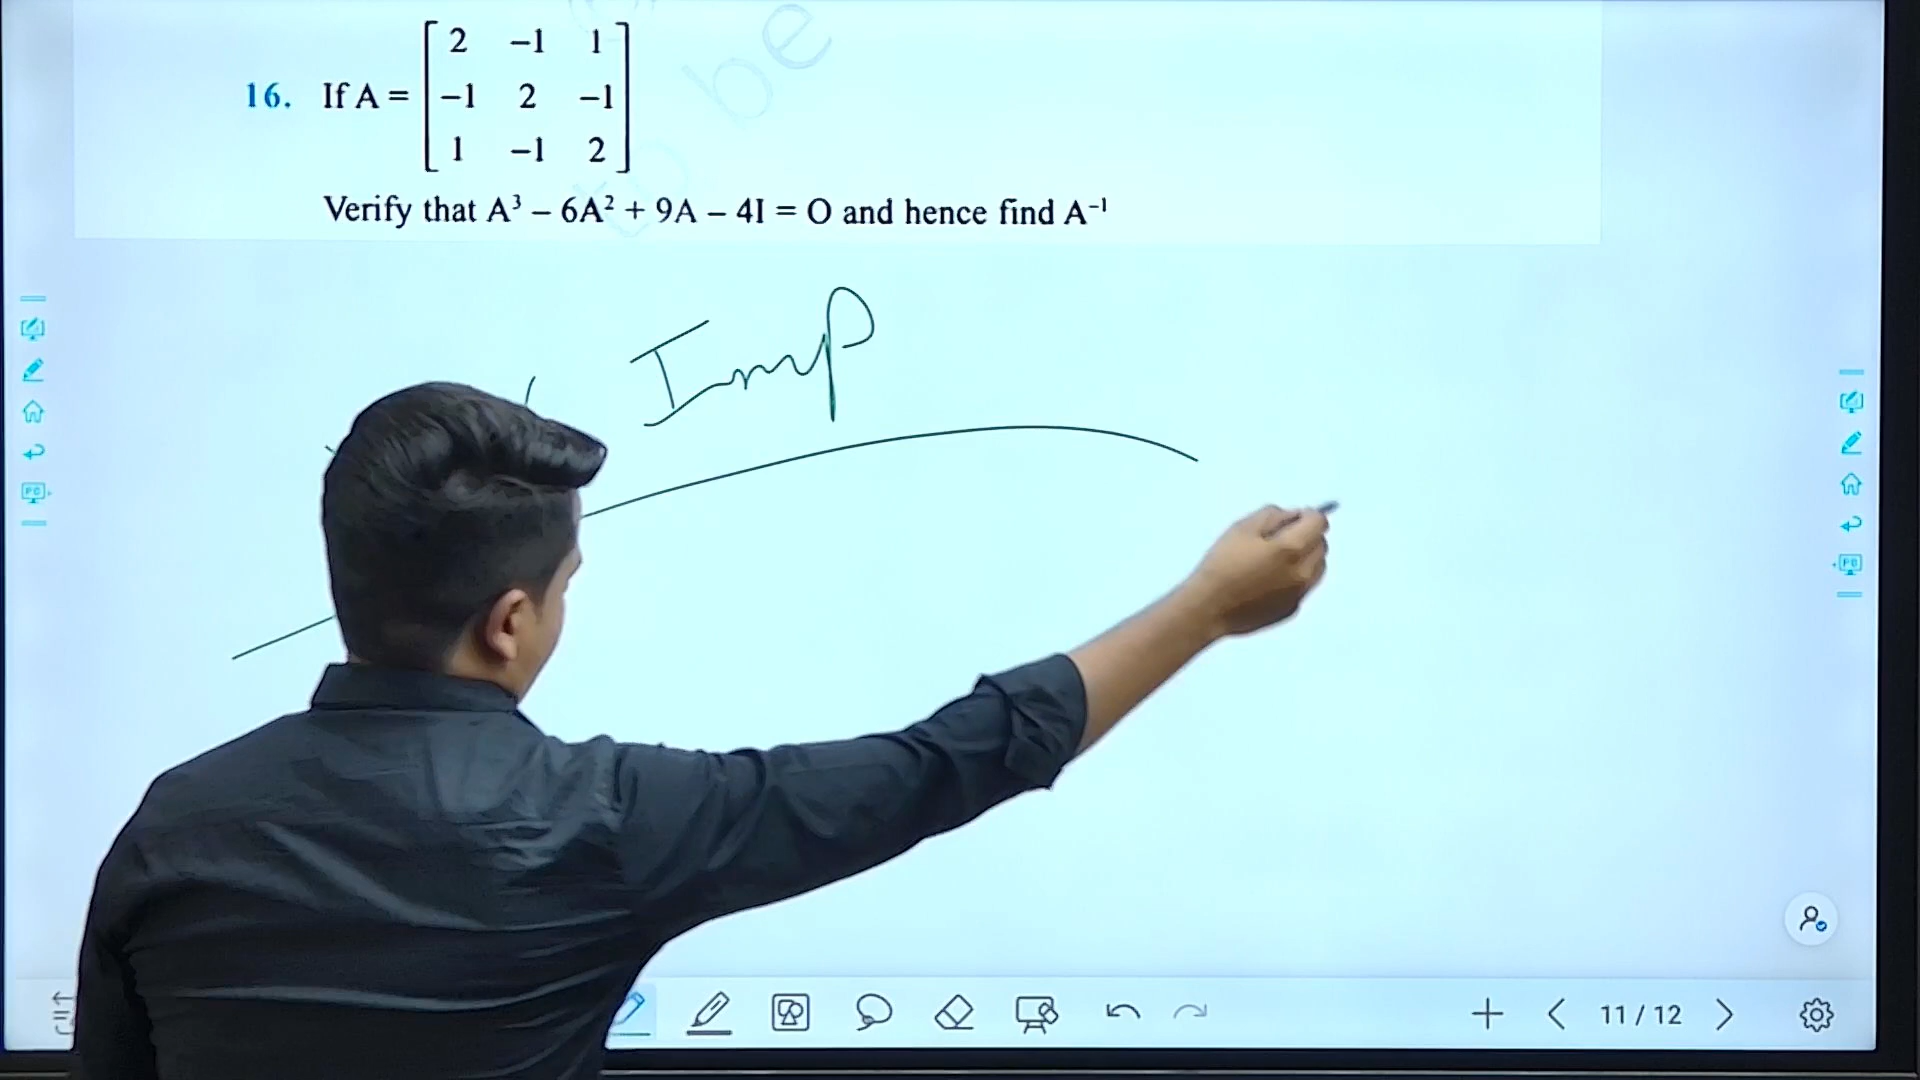 2 −1 1
16. If A = −1 2 −1
1 −1 2
Verify that A³ – 6A² + 9A – 4I = O and hence find A⁻¹
Imp
11 / 12
be